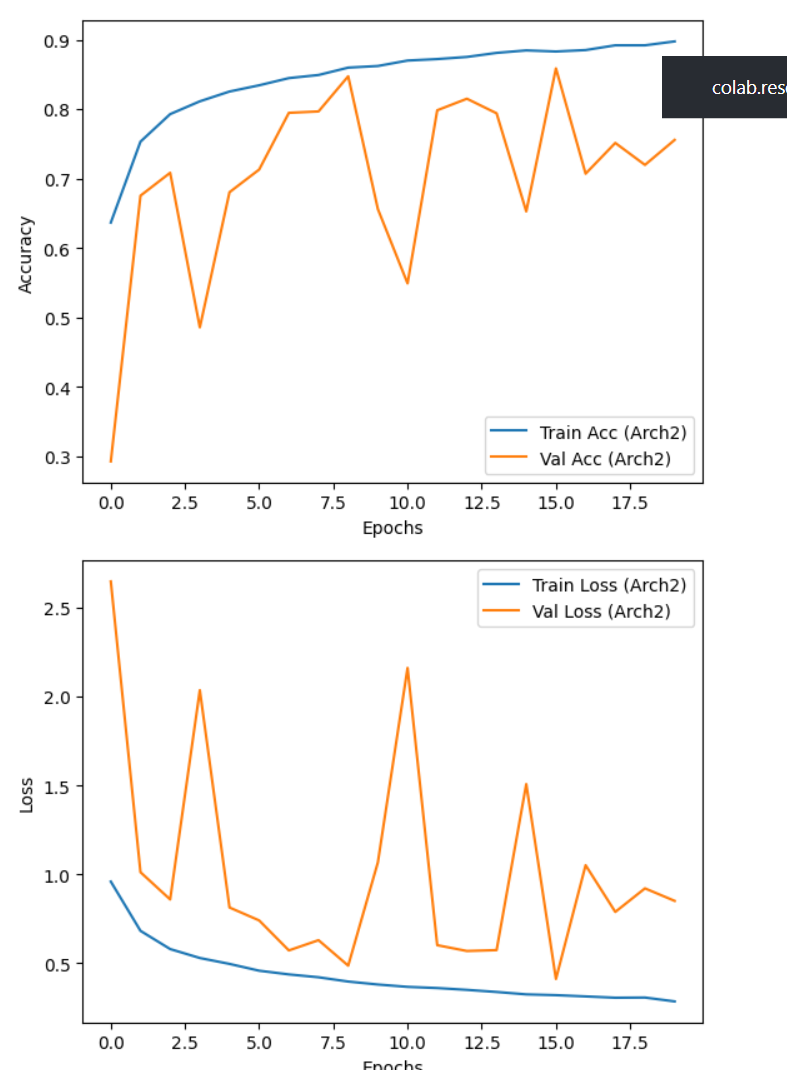 0.9
0.8
0.7
0.6
0.5
0.4
0.3
Accuracy
0.0 2.5 5.0 7.5 10.0 12.5 15.0 17.5
Epochs
Train Acc (Arch2)
Val Acc (Arch2)
colab.res
2.5
2.0
1.5
1.0
0.5
Loss
Train Loss (Arch2)
Val Loss (Arch2)
0.0 2.5 5.0 7.5 10.0 12.5 15.0 17.5
Epochs